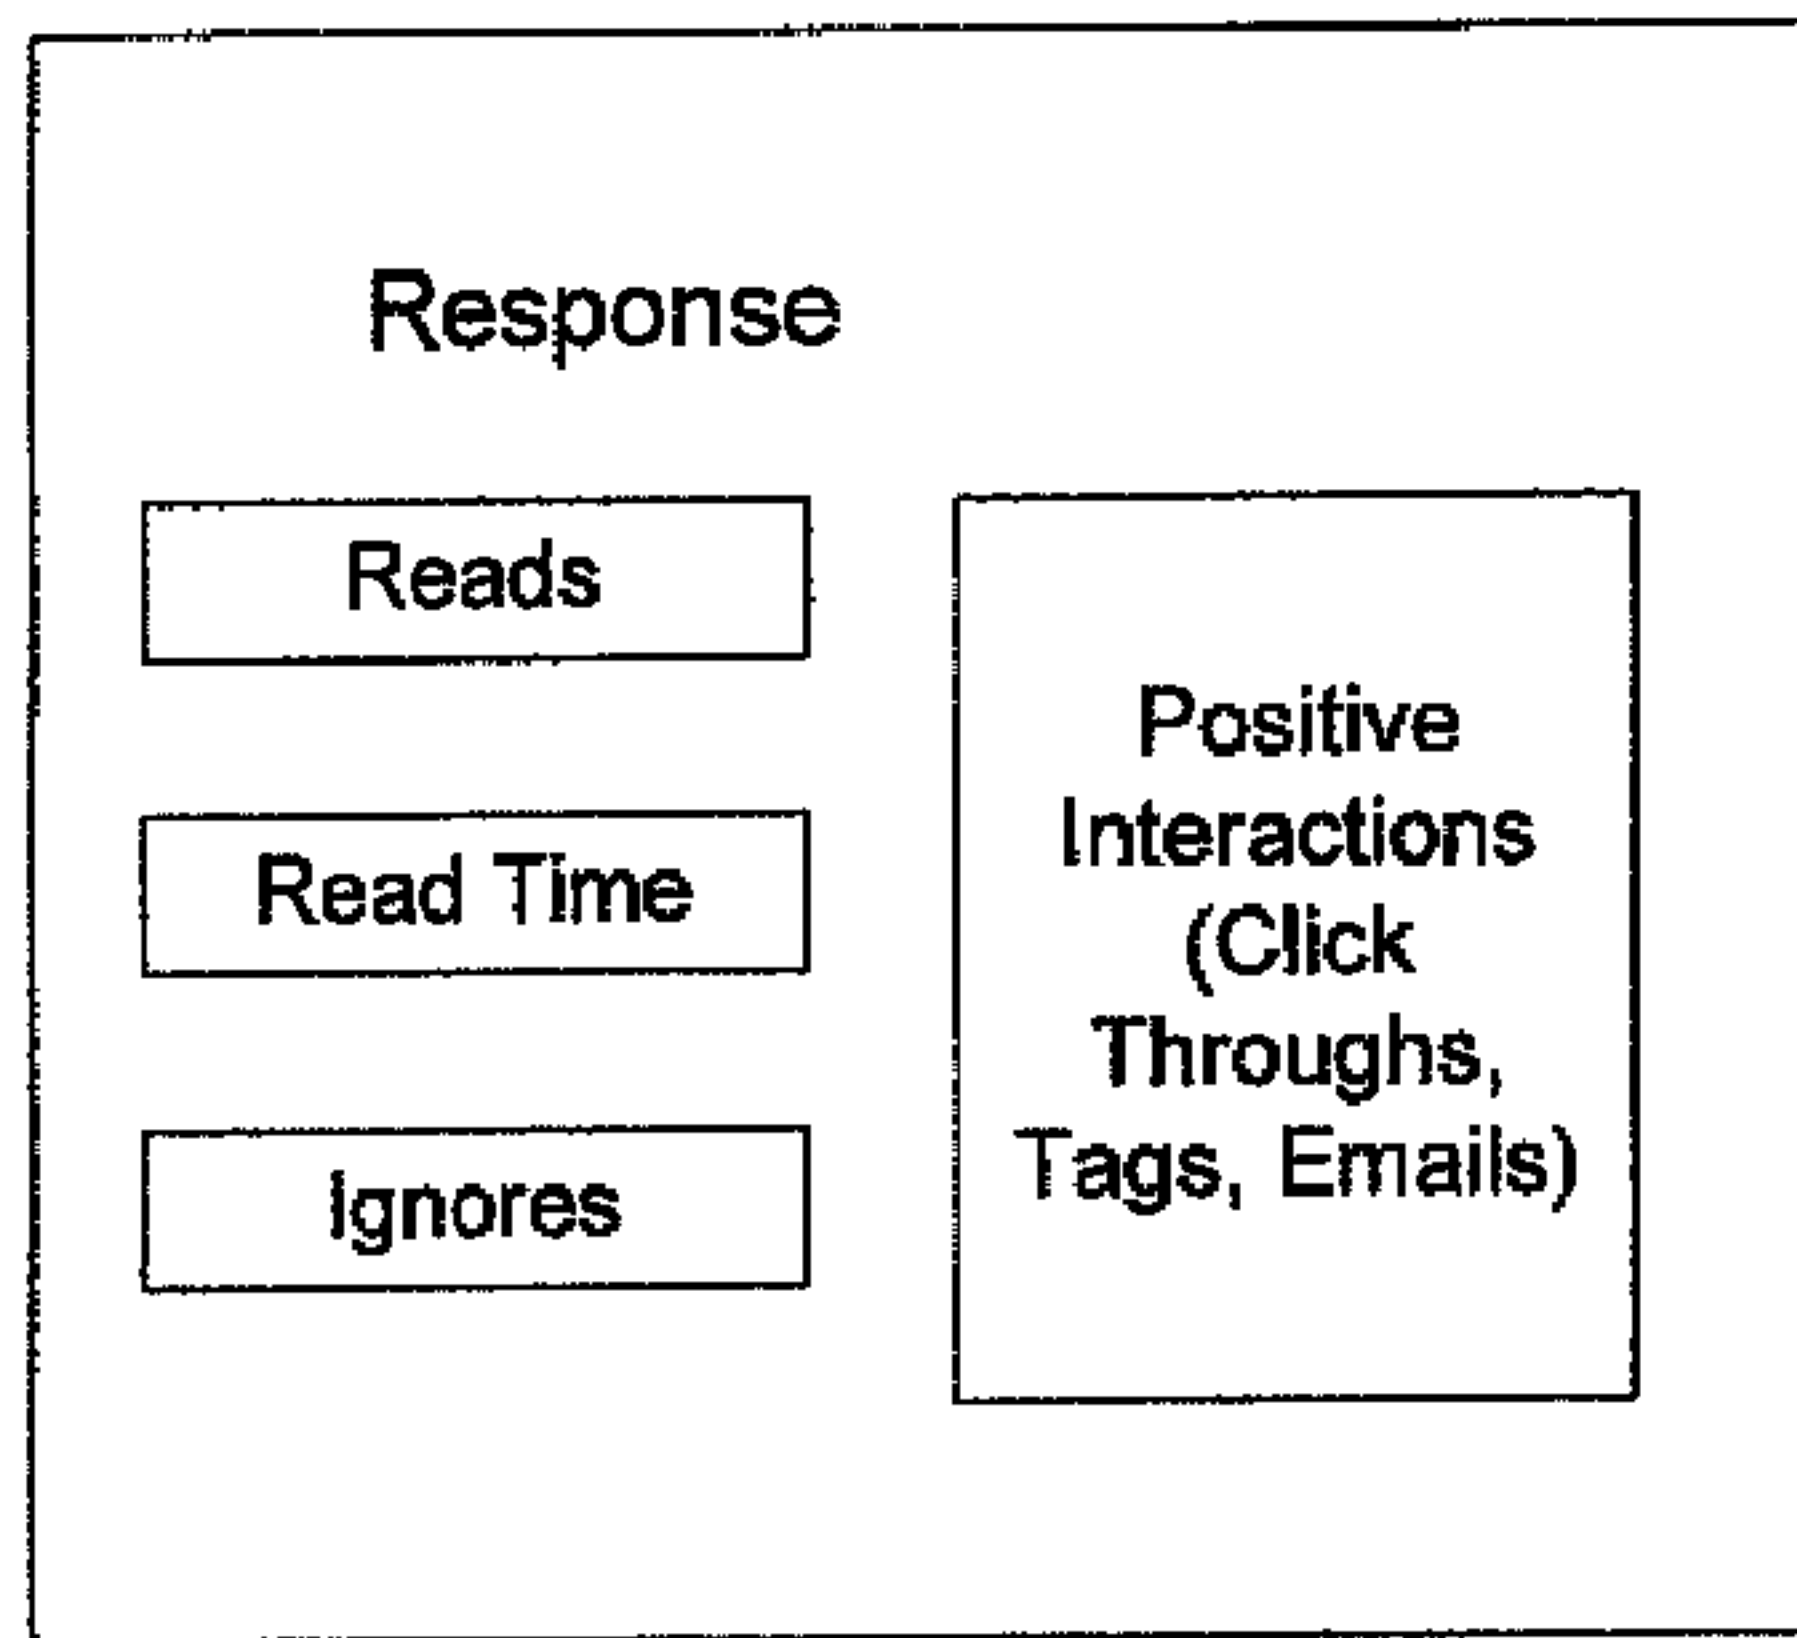 Response
Reads
Read Time
Ignores
Positive
Interactions
(Click
Throughs,
Tags, Emails)